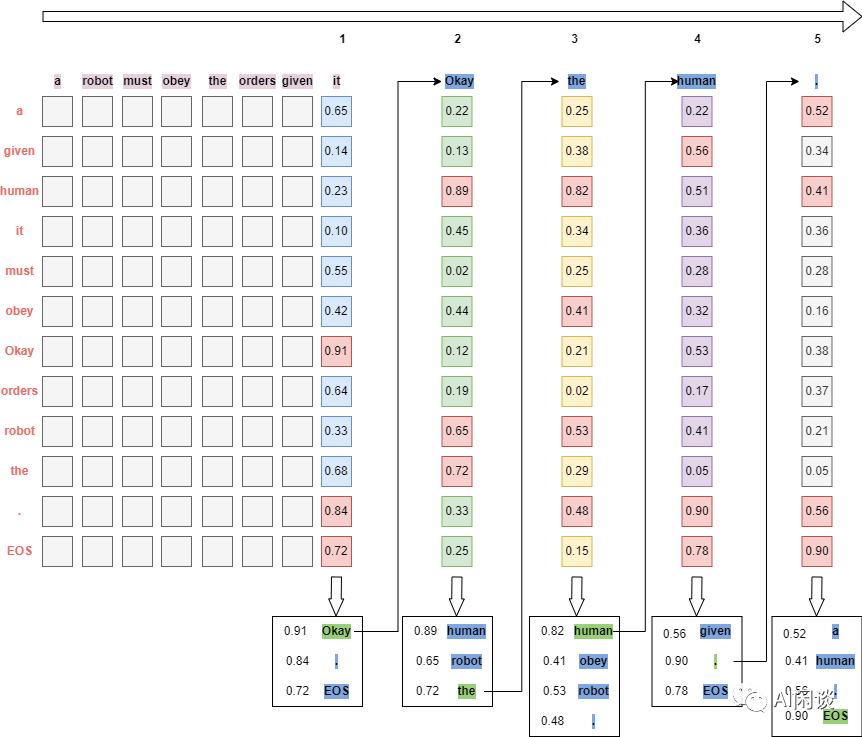 1 2 3 4 5
a robot must obey the orders given it Okay the human .
a 0.65 0.22 0.25 0.22 0.52
given 0.14 0.13 0.38 0.56 0.34
human 0.23 0.89 0.82 0.51 0.41
it 0.10 0.45 0.34 0.36 0.36
must 0.55 0.02 0.25 0.28 0.28
obey 0.42 0.44 0.41 0.32 0.16
Okay 0.91 0.12 0.21 0.53 0.38
orders 0.64 0.19 0.02 0.17 0.37
robot 0.33 0.65 0.53 0.41 0.21
the 0.68 0.72 0.29 0.05 0.05
. 0.84 0.33 0.48 0.90 0.56
EOS 0.72 0.25 0.15 0.78 0.90
0.91 Okay 0.89 human 0.82 human 0.56 given 0.52 a
0.84 . 0.65 robot 0.41 obey 0.90 . 0.41 human
0.72 EOS 0.72 the 0.53 robot 0.78 EOS 0.56 .
0.48 . 0.90 EOS
AI闲谈